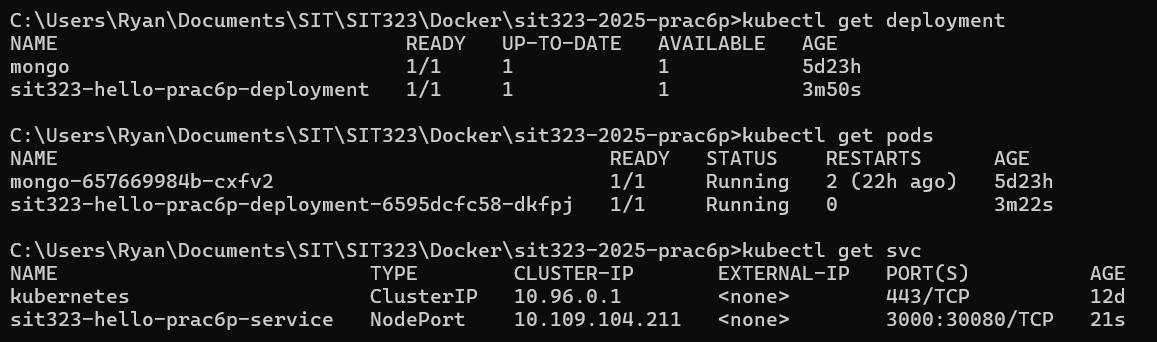 C:\Users\Ryan\Documents\SIT\SIT323\Docker\sit323-2025-prac6p>kubectl get deployment
NAME                             READY   UP-TO-DATE   AVAILABLE   AGE
mongo                            1/1     1            1           5d23h
sit323-hello-prac6p-deployment   1/1     1            1           3m50s
C:\Users\Ryan\Documents\SIT\SIT323\Docker\sit323-2025-prac6p>kubectl get pods
NAME                                              READY   STATUS    RESTARTS      AGE
mongo-657669984b-cxfv2                            1/1     Running   2 (22h ago)   5d23h
sit323-hello-prac6p-deployment-6595dcfc58-dkfpj   1/1     Running   0             3m22s
C:\Users\Ryan\Documents\SIT\SIT323\Docker\sit323-2025-prac6p>kubectl get svc
NAME                          TYPE        CLUSTER-IP       EXTERNAL-IP   PORT(S)          AGE
kubernetes                    ClusterIP   10.96.0.1        <none>        443/TCP          12d
sit323-hello-prac6p-service   NodePort    10.109.104.211   <none>        3000:30080/TCP   21s